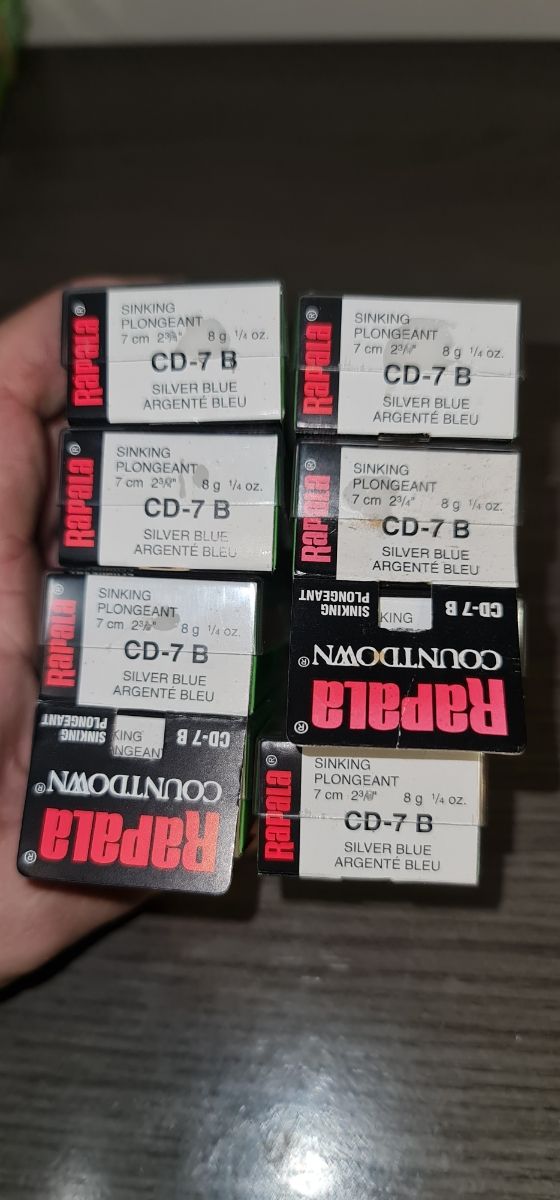 Rapala®
SINKING
PLONGEANT
7 cm 2¾" 8 g ¼ oz.
CD-7 B
SILVER BLUE
ARGENTÉ BLEU
Rapala®
SINKING
PLONGEANT
7 cm 2¾" 8 g ¼ oz.
CD-7 B
SILVER BLUE
ARGENTÉ BLEU
Rapala®
SINKING
PLONGEANT
7 cm 2¾" 8 g ¼ oz.
CD-7 B
SILVER BLUE
ARGENTÉ BLEU
Rapala®
SINKING
PLONGEANT
7 cm 2¾" 8 g ¼ oz.
CD-7 B
SILVER BLUE
ARGENTÉ BLEU
Rapala®
SINKING
PLONGEANT
7 cm 2¾" 8 g ¼ oz.
CD-7 B
SILVER BLUE
ARGENTÉ BLEU
Rapala®
COUNTDOWN®
CD-7 B SINKING
PLONGEANT
KING
NGEANT
Rapala®
COUNTDOWN®
CD-7 B SINKING
PLONGEANT
KING
Rapala®
SINKING
PLONGEANT
7 cm 2¾" 8 g ¼ oz.
CD-7 B
SILVER BLUE
ARGENTÉ BLEU